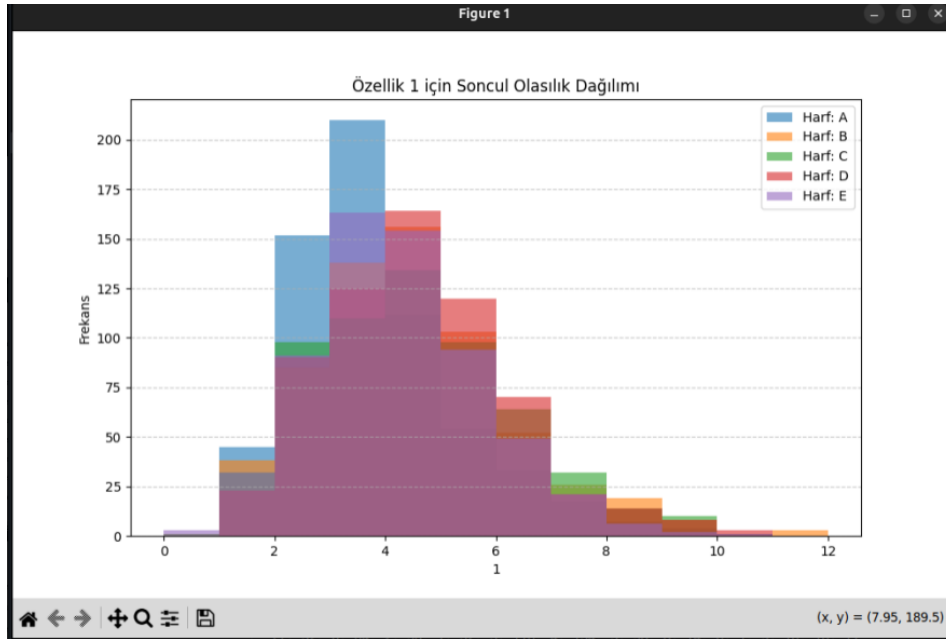 Figure 1
Özellik 1 için Soncul Olasılık Dağılımı
Harf: A
Harf: B
Harf: C
Harf: D
Harf: E
200
175
150
125
100
75
50
25
0
Frekans
0 2 4 6 8 10 12
1
(x, y) = (7.95, 189.5)